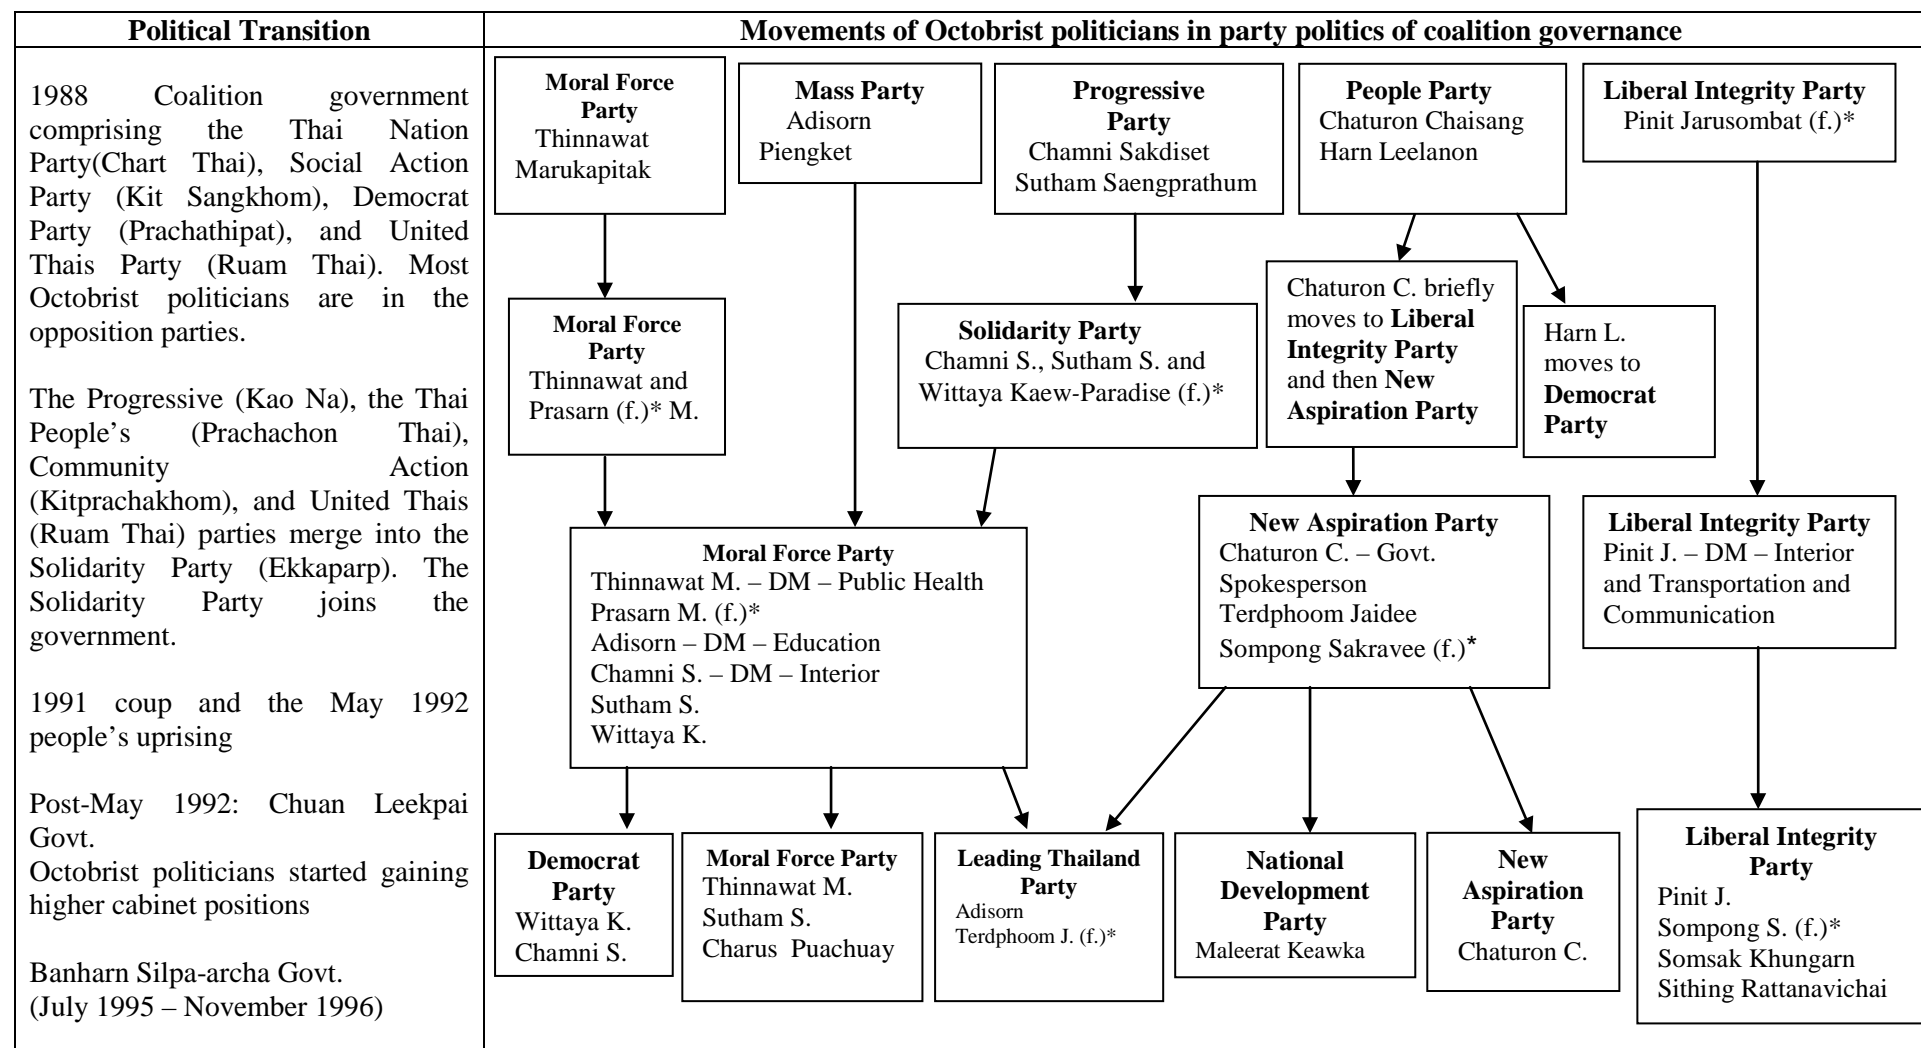 Political Transition
Movements of Octobrist politicians in party politics of coalition governance
1988 Coalition government
comprising the Thai Nation
Party(Chart Thai), Social Action
Party (Kit Sangkhom), Democrat
Party (Prachathipat), and United
Thais Party (Ruam Thai). Most
Octobrist politicians are in the
opposition parties.
The Progressive (Kao Na), the Thai
People's (Prachachon Thai),
Community Action
(Kitprachakhom), and United Thais
(Ruam Thai) parties merge into the
Solidarity Party (Ekkaparp). The
Solidarity Party joins the
government.
1991 coup and the May 1992
people's uprising
Post-May 1992: Chuan Leekpai
Govt.
Octobrist politicians started gaining
higher cabinet positions
Banharn Silpa-archa Govt.
(July 1995 – November 1996)
Moral Force
Party
Thinnawat
Marukapitak
Mass Party
Adisorn
Piengket
Progressive
Party
Chamni Sakdiset
Sutham Saengprathum
People Party
Chaturon Chaisang
Harn Leelanon
Liberal Integrity Party
Pinit Jarusombat (f.)*
Moral Force
Party
Thinnawat and
Prasarn (f.)* M.
Solidarity Party
Chamni S., Sutham S. and
Wittaya Kaew-Paradise (f.)*
Chaturon C. briefly
moves to Liberal
Integrity Party
and then New
Aspiration Party
Harn L.
moves to
Democrat
Party
Moral Force Party
Thinnawat M. – DM – Public Health
Prasarn M. (f.)*
Adisorn – DM – Education
Chamni S. – DM – Interior
Sutham S.
Wittaya K.
New Aspiration Party
Chaturon C. – Govt.
Spokesperson
Terdphoom Jaidee
Sompong Sakravee (f.)*
Liberal Integrity Party
Pinit J. – DM – Interior
and Transportation and
Communication
Democrat
Party
Wittaya K.
Chamni S.
Moral Force Party
Thinnawat M.
Sutham S.
Charus Puachuay
Leading Thailand
Party
Adisorn
Terdphoom J. (f.)*
National
Development
Party
Maleerat Keawka
New
Aspiration
Party
Chaturon C.
Liberal Integrity
Party
Pinit J.
Sompong S. (f.)*
Somsak Khungarn
Sithing Rattanavichai